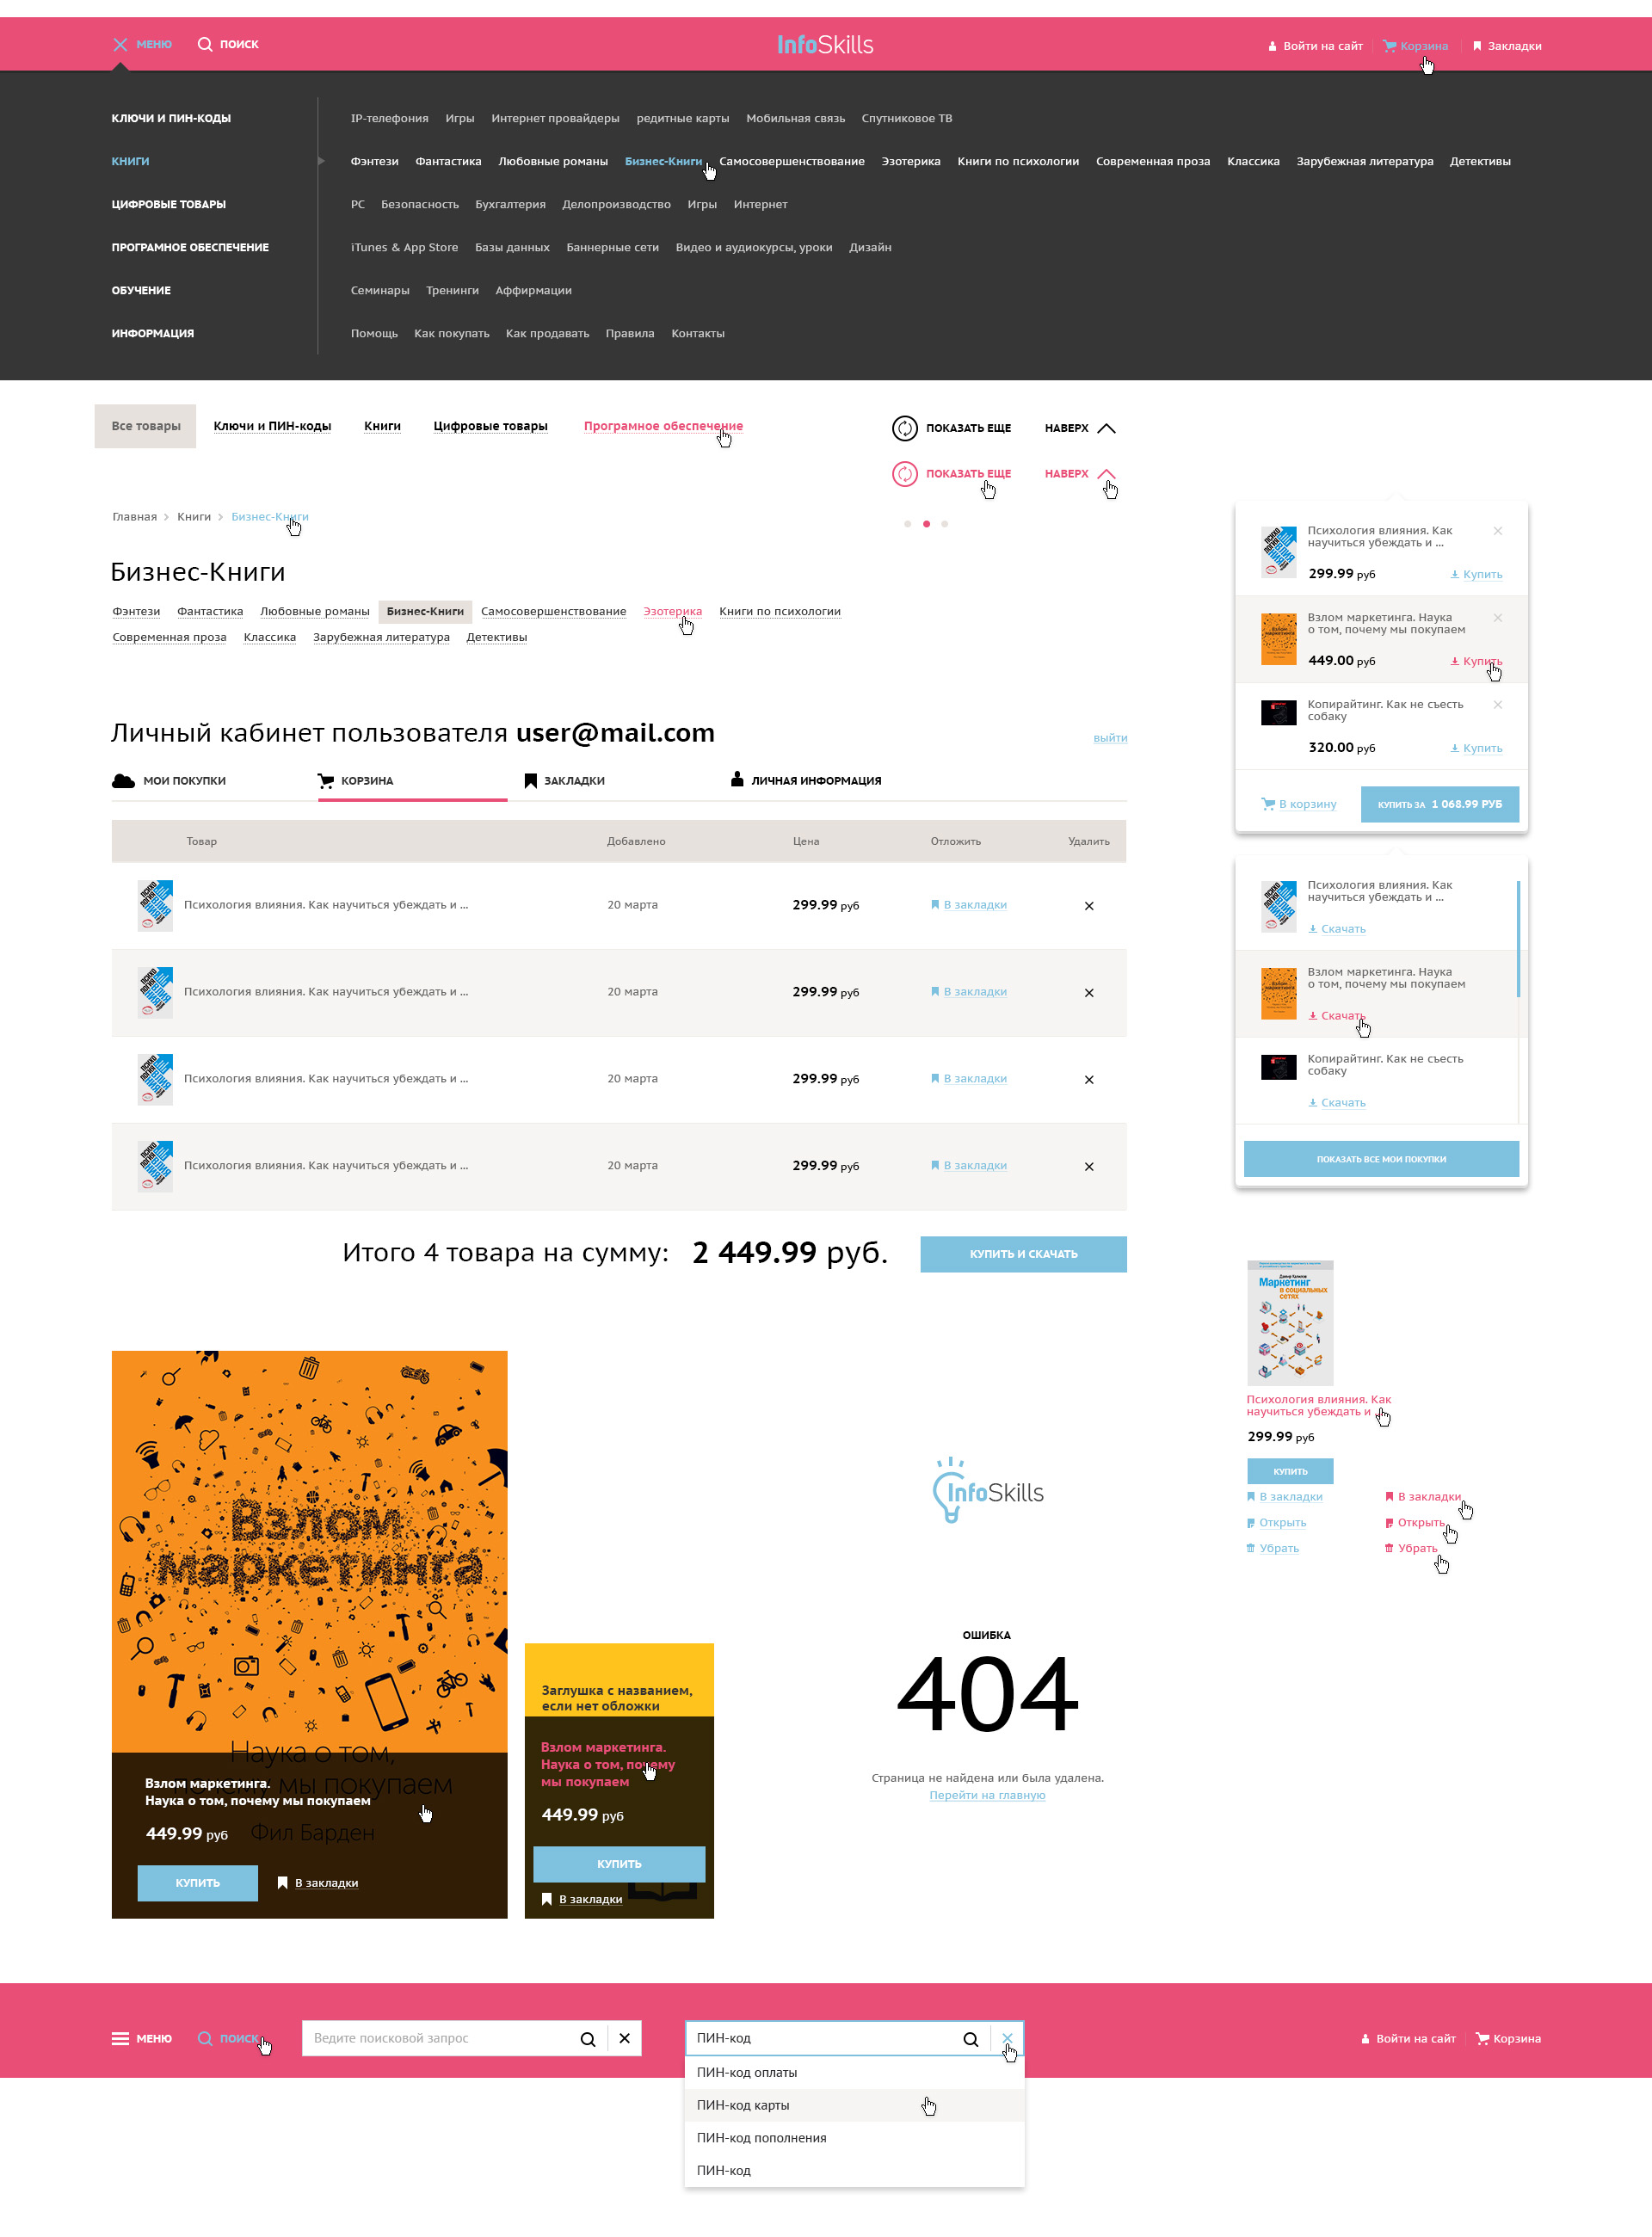 МЕНЮ ПОИСК InfoSkills Войти на сайт Корзина Закладки
КЛЮЧИ И ПИН-КОДЫ IP-телефония Игры Интернет провайдеры редитные карты Мобильная связь Спутниковое ТВ
КНИГИ Фэнтези Фантастика Любовные романы Бизнес-Книги Самосовершенствование Эзотерика Книги по психологии Современная проза Классика Зарубежная литература Детективы
ЦИФРОВЫЕ ТОВАРЫ PC Безопасность Бухгалтерия Делопроизводство Игры Интернет
ПРОГРАМНОЕ ОБЕСПЕЧЕНИЕ iTunes & App Store Базы данных Баннерные сети Видео и аудиокурсы, уроки Дизайн
ОБУЧЕНИЕ Семинары Тренинги Аффирмации
ИНФОРМАЦИЯ Помощь Как покупать Как продавать Правила Контакты
Все товары Ключи и ПИН-коды Книги Цифровые товары Програмное обеспечение
ПОКАЗАТЬ ЕЩЕ НАВЕРХ
ПОКАЗАТЬ ЕЩЕ НАВЕРХ
Главная Книги Бизнес-Книги
Бизнес-Книги
Фэнтези Фантастика Любовные романы Бизнес-Книги Самосовершенствование Эзотерика Книги по психологии
Современная проза Классика Зарубежная литература Детективы
Личный кабинет пользователя user@mail.com
выйти
МОИ ПОКУПКИ КОРЗИНА ЗАКЛАДКИ ЛИЧНАЯ ИНФОРМАЦИЯ
Товар Добавлено Цена Отложить Удалить
Психология влияния. Как научиться убеждать и ... 20 марта 299.99 руб В закладки
Психология влияния. Как научиться убеждать и ... 20 марта 299.99 руб В закладки
Психология влияния. Как научиться убеждать и ... 20 марта 299.99 руб В закладки
Психология влияния. Как научиться убеждать и ... 20 марта 299.99 руб В закладки
Итого 4 товара на сумму: 2 449.99 руб. КУПИТЬ И СКАЧАТЬ
Психология влияния. Как
научиться убеждать и ...
299.99 руб Купить
Взлом маркетинга. Наука
о том, почему мы покупаем
449.00 руб Купить
Копирайтинг. Как не съесть
собаку
320.00 руб Купить
В корзину КУПИТЬ ЗА 1 068.99 РУБ
Психология влияния. Как
научиться убеждать и ...
Скачать
Взлом маркетинга. Наука
о том, почему мы покупаем
Скачать
Копирайтинг. Как не съесть
собаку
Скачать
ПОКАЗАТЬ ВСЕ МОИ ПОКУПКИ
Маркетинг
в социальных
сетях
Психология влияния. Как
научиться убеждать и
299.99 руб
КУПИТЬ
В закладки В закладки
Открыть Открыть
Убрать Убрать
Взлом
маркетинга
Наука о том,
мы покупаем
Фил Барден
Взлом маркетинга.
Наука о том, почему мы покупаем
449.99 руб
КУПИТЬ В закладки
Заглушка с названием,
если нет обложки
Взлом маркетинга.
Наука о том, почему
мы покупаем
449.99 руб
КУПИТЬ
В закладки
InfoSkills
ОШИБКА
404
Страница не найдена или была удалена.
Перейти на главную
МЕНЮ ПОИСК Ведите поисковой запрос ПИН-код Войти на сайт Корзина
ПИН-код оплаты
ПИН-код карты
ПИН-код пополнения
ПИН-код